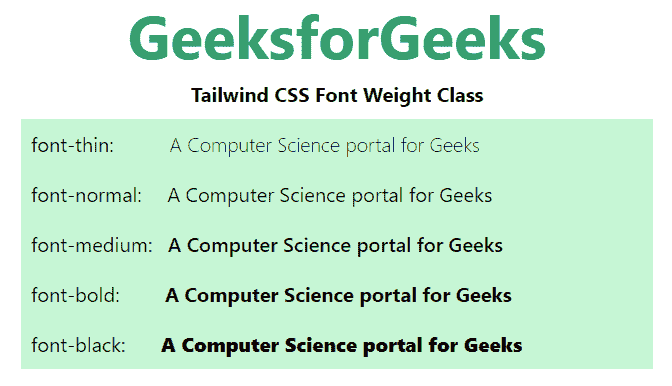 GeeksforGeeks
Tailwind CSS Font Weight Class
font-thin: A Computer Science portal for Geeks
font-normal: A Computer Science portal for Geeks
font-medium: A Computer Science portal for Geeks
font-bold: A Computer Science portal for Geeks
font-black: A Computer Science portal for Geeks